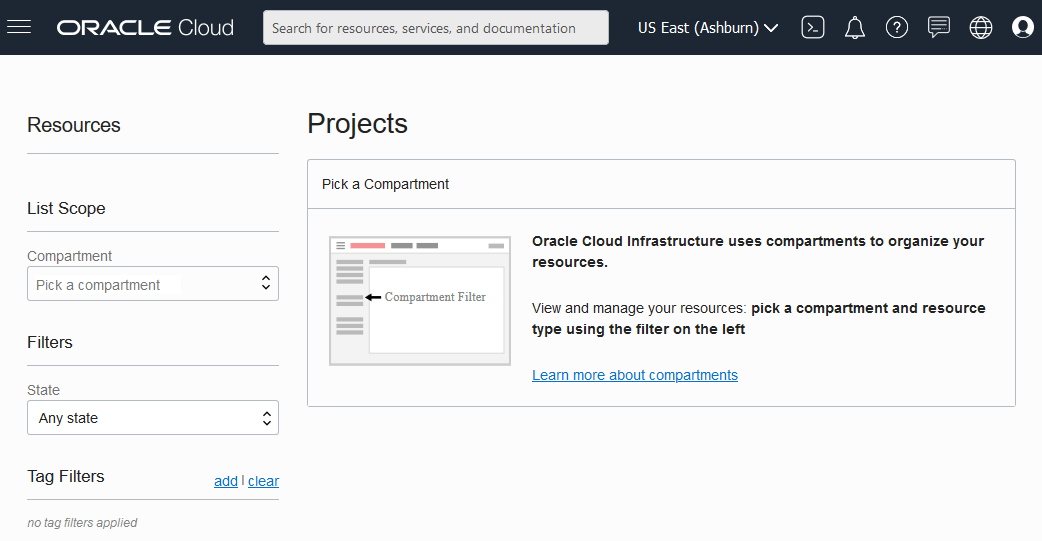 ORACLE Cloud
Search for resources, services, and documentation
US East (Ashburn)
Resources
List Scope
Compartment
Pick a compartment
Filters
State
Any state
Tag Filters
add | clear
no tag filters applied
Projects
Pick a Compartment
Compartment Filter
Oracle Cloud Infrastructure uses compartments to organize your
resources.
View and manage your resources: pick a compartment and resource
type using the filter on the left
Learn more about compartments